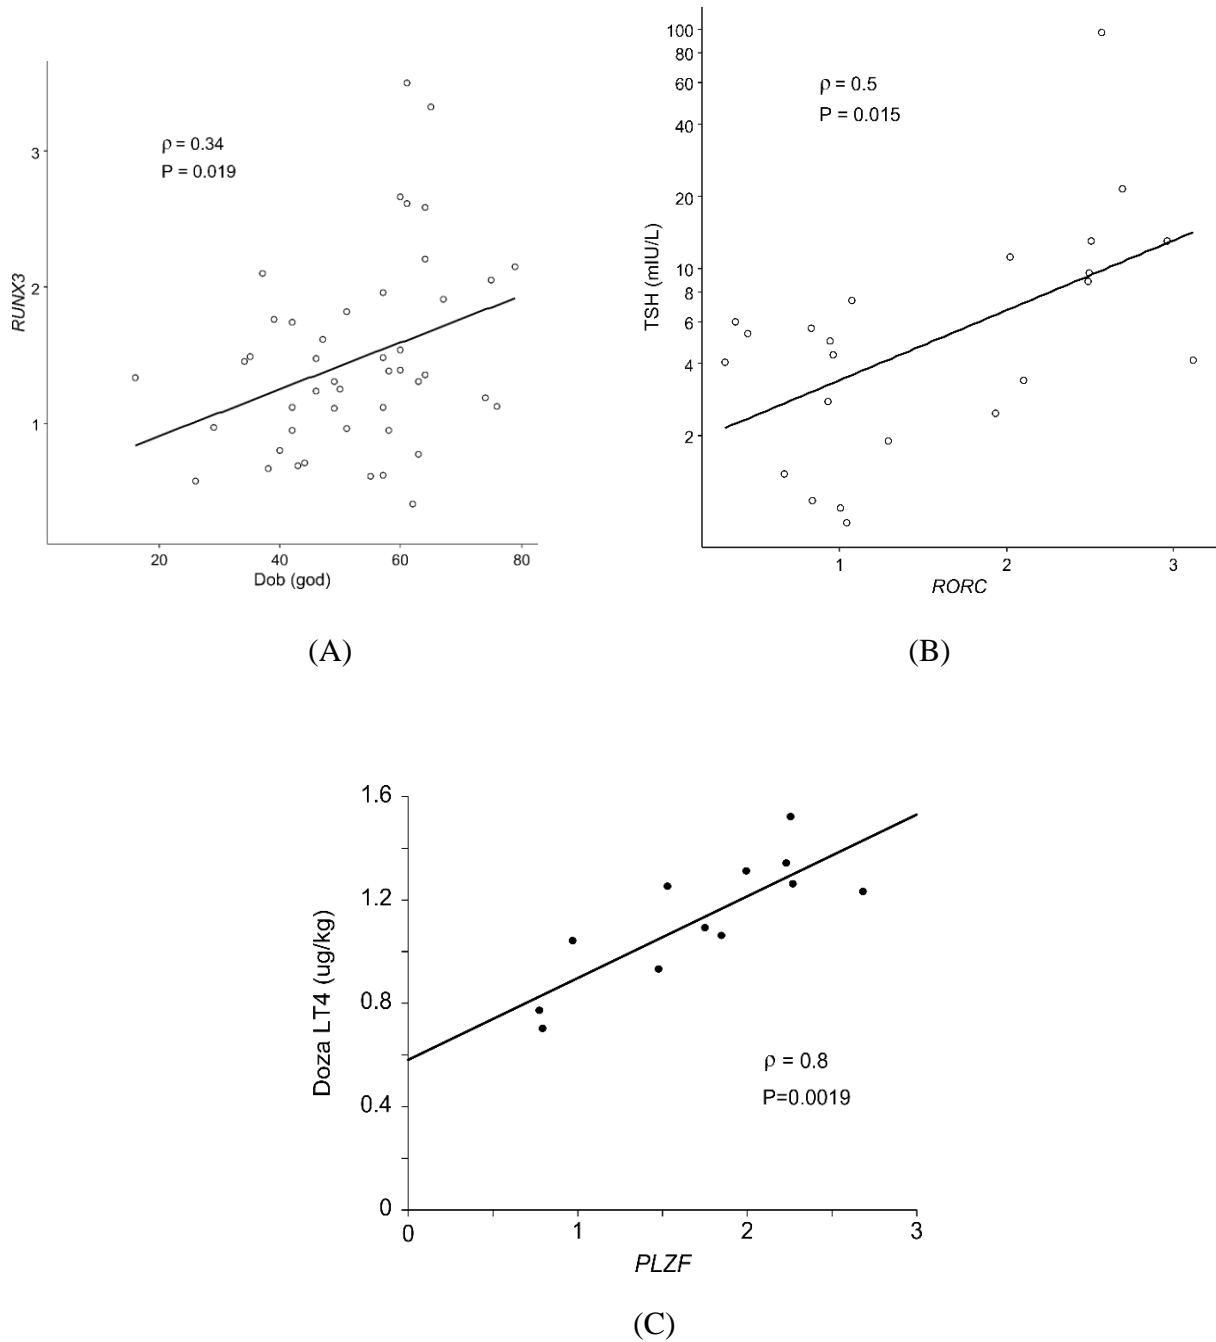 3
2
1
RUNX3
ρ = 0.34
P = 0.019
20
40
60
80
Dob (god)
(A)
100
80
60
40
20
10
8
6
4
2
TSH (mIU/L)
ρ = 0.5
P = 0.015
1
2
3
RORC
(B)
1.6
1.2
0.8
0.4
0
Doza LT4 (ug/kg)
ρ = 0.8
P=0.0019
0
1
2
3
PLZF
(C)